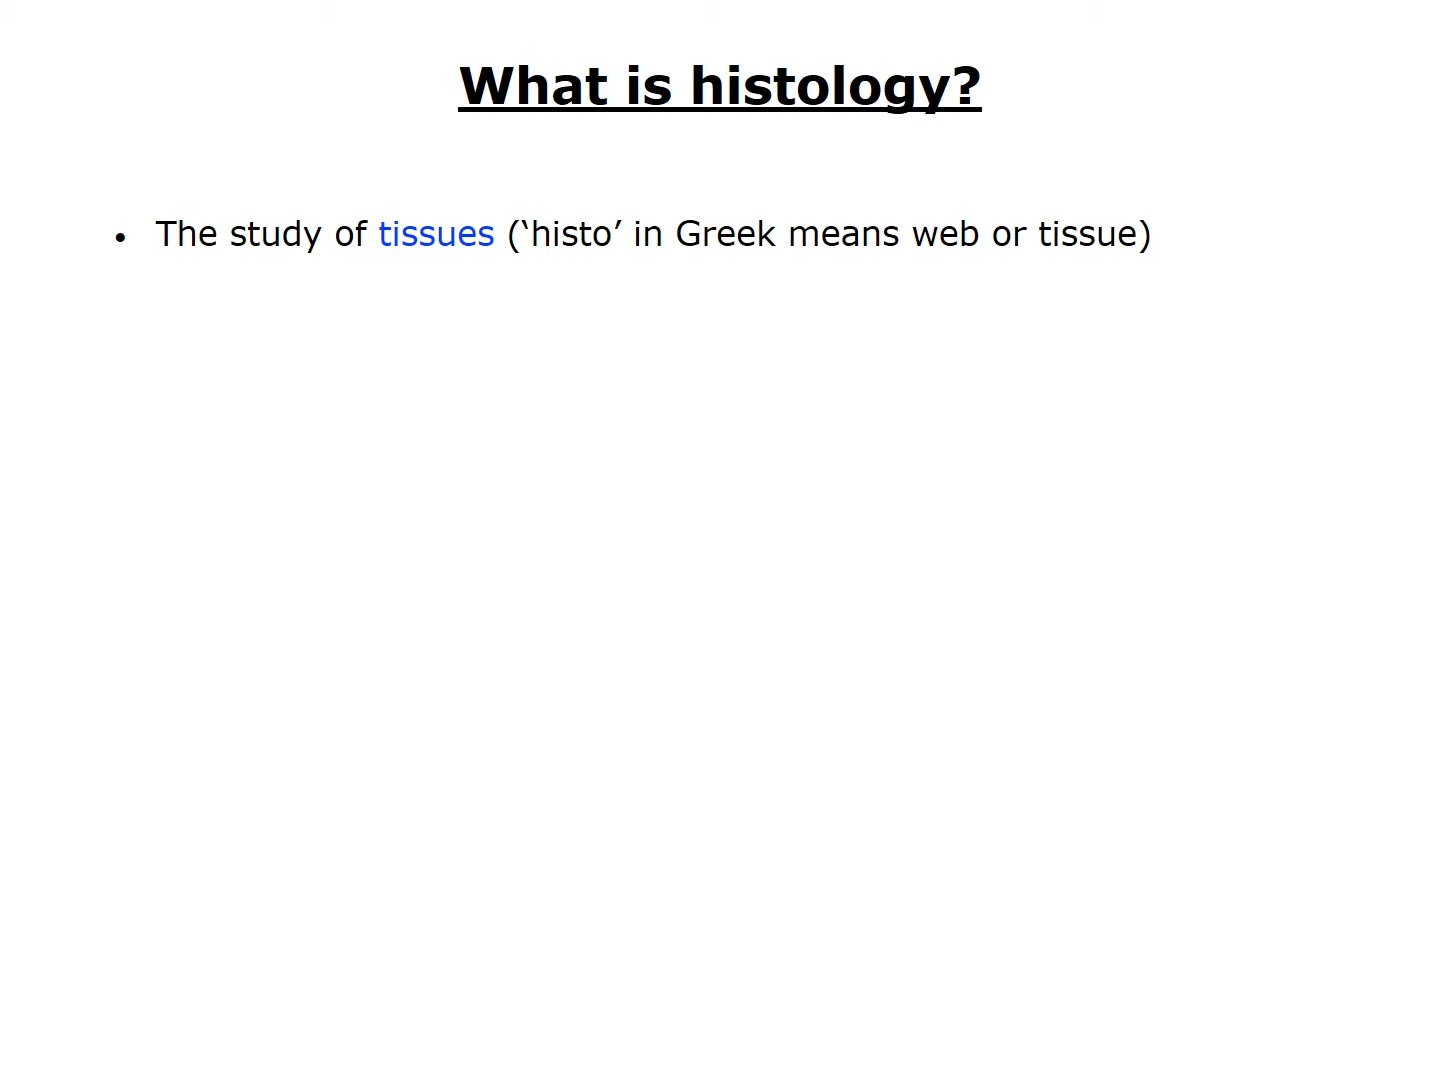 What is histology?
• The study of tissues (‘histo’ in Greek means web or tissue)